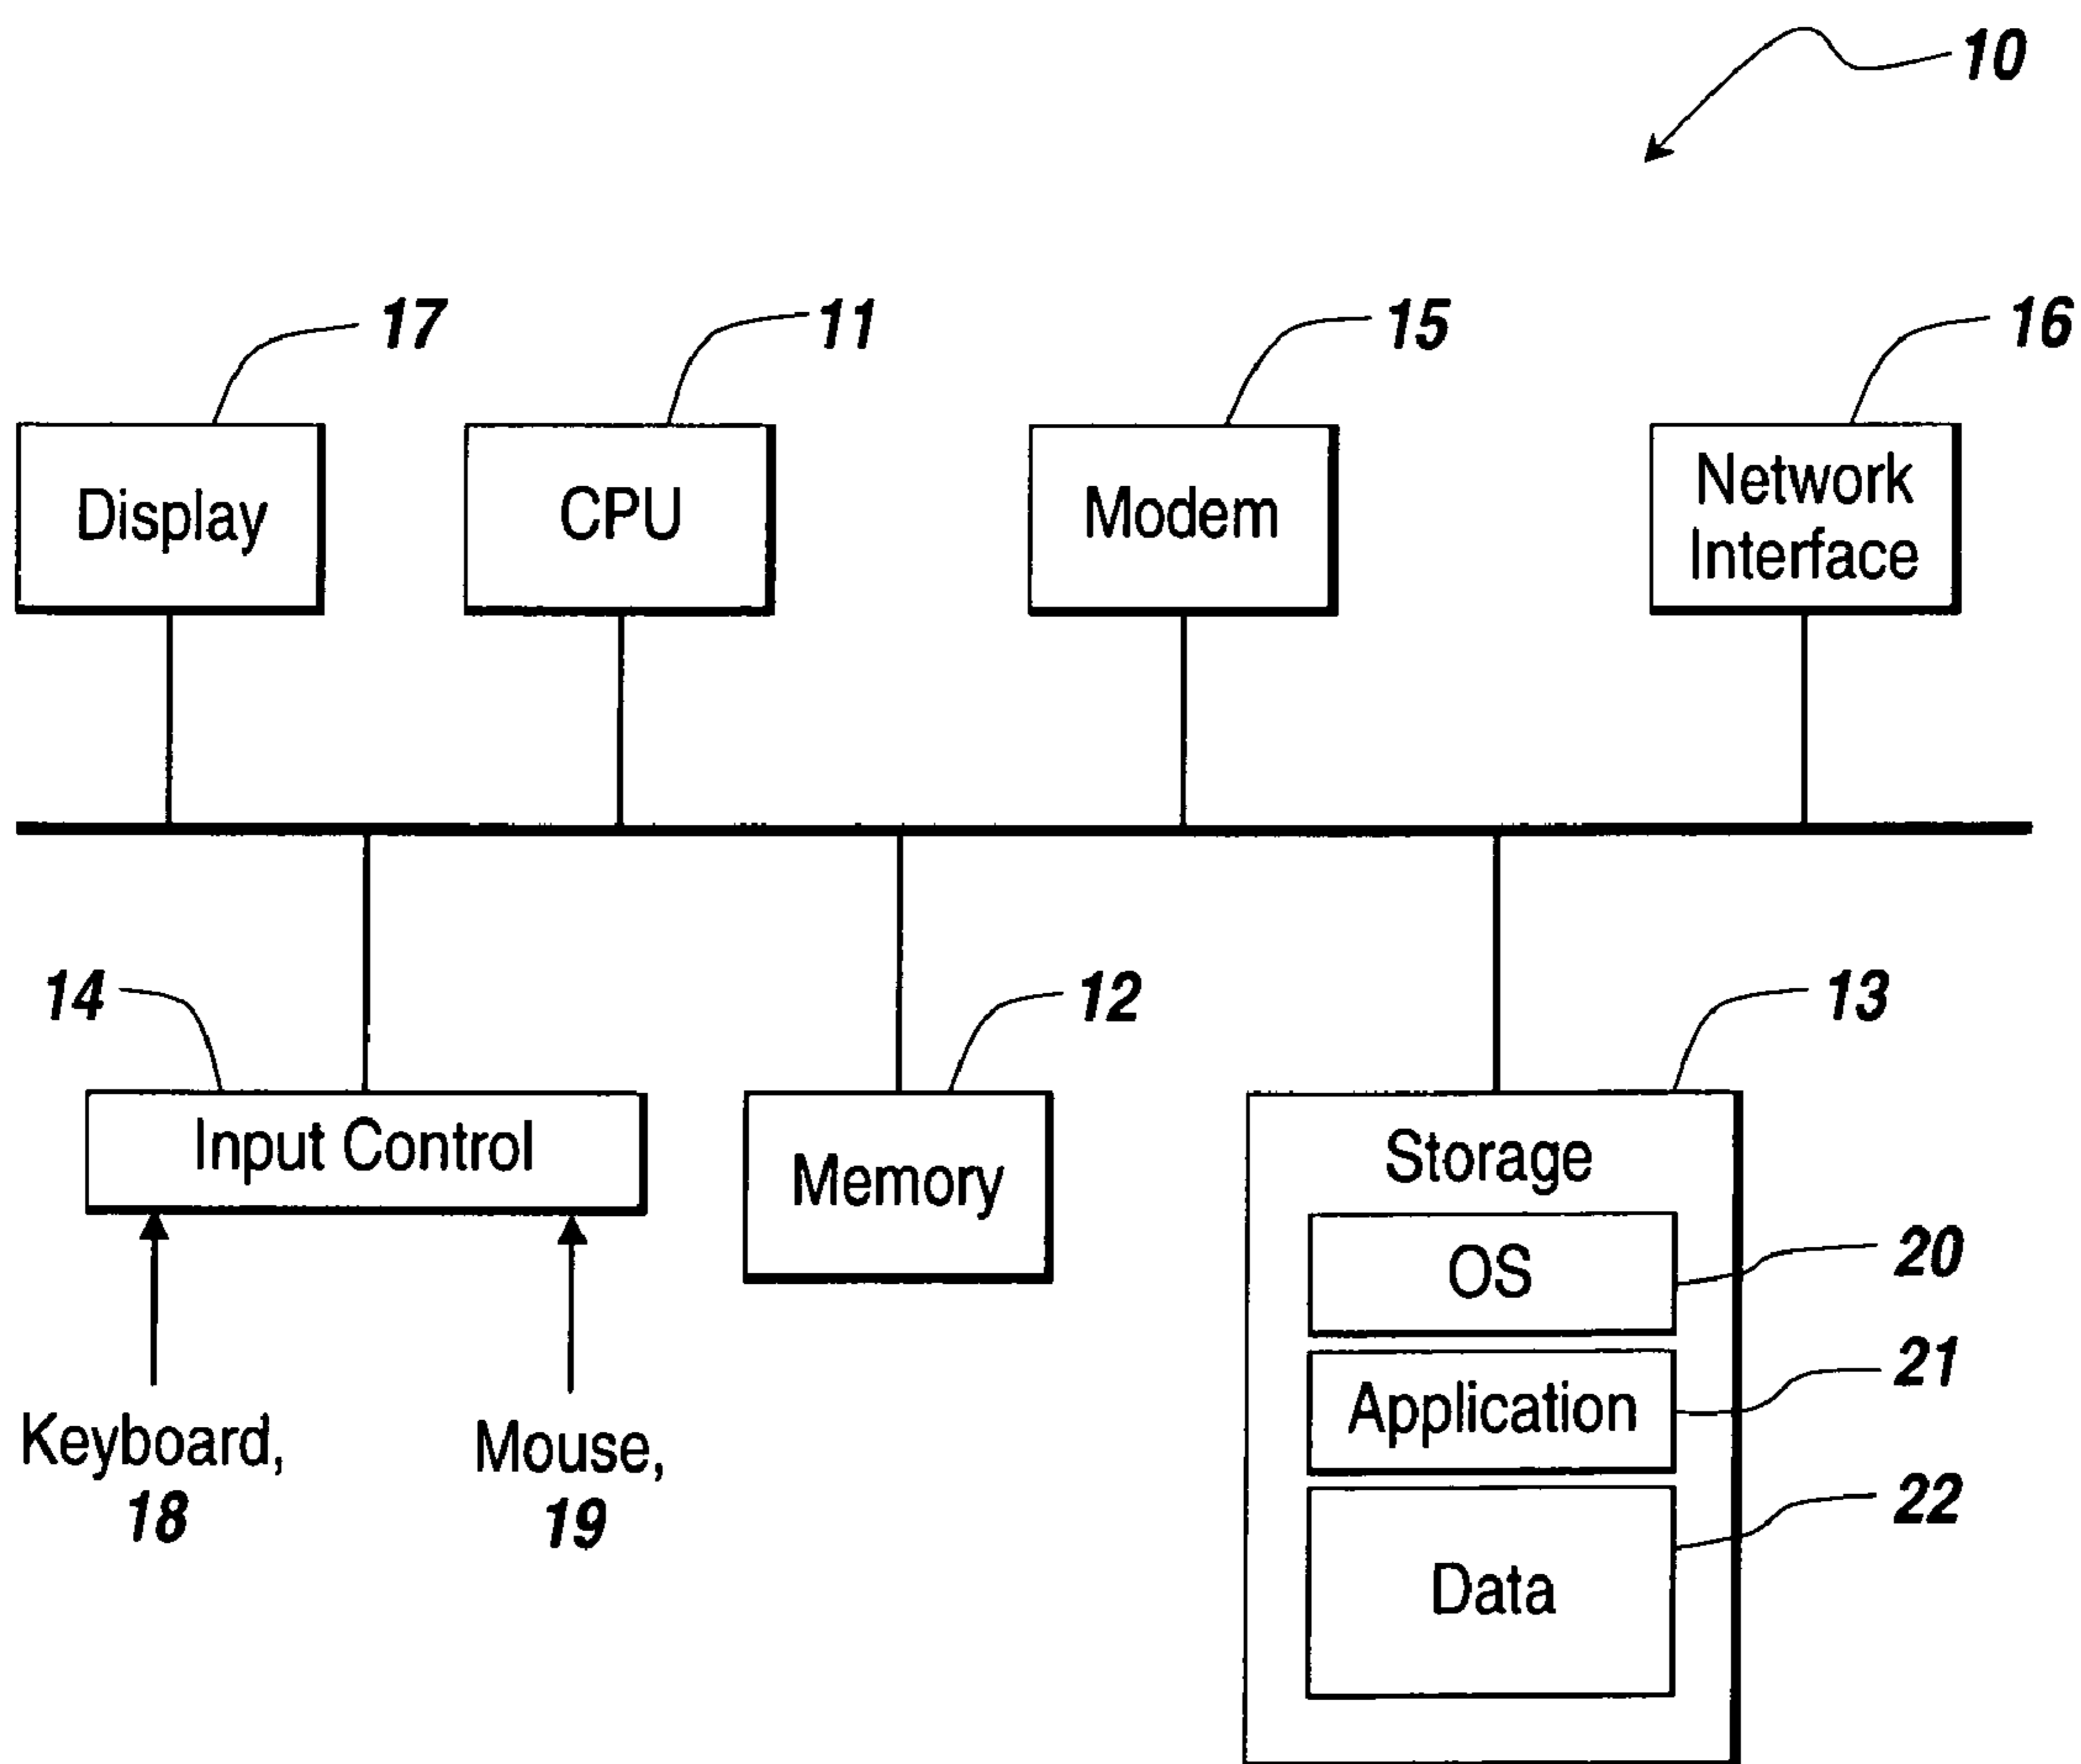 10
17
11
15
16
Display
CPU
Modem
Network
Interface
14
12
13
Input Control
Memory
Storage
OS
20
Application
21
Data
22
Keyboard,
18
Mouse,
19